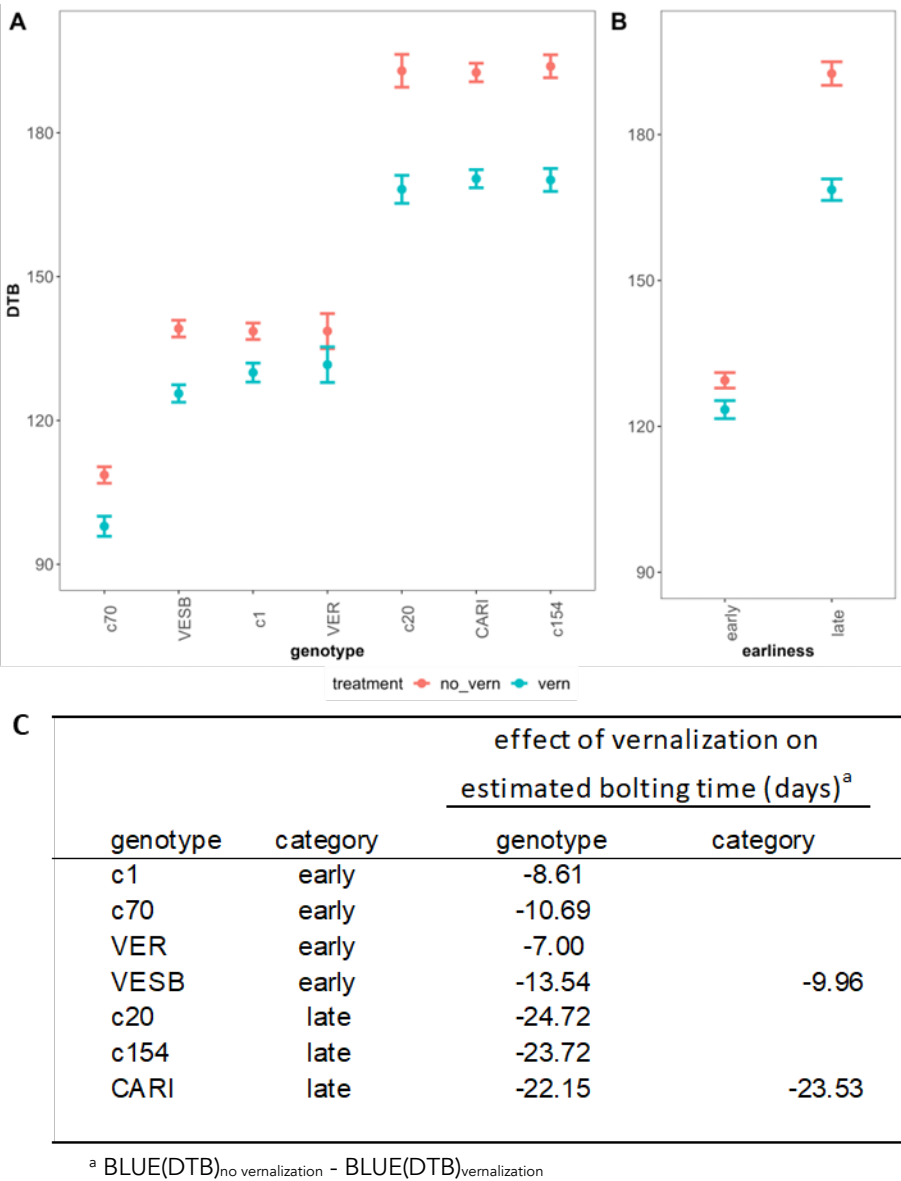 A
B
180
150
120
90
DTB
c70
VESB
c1
VER
c20
CARI
c154
genotype
180
150
120
90
early
late
earliness
treatment no_vern vern
C
effect of vernalization on
estimated bolting time (days)a
genotype category genotype category
c1 early -8.61
c70 early -10.69
VER early -7.00
VESB early -13.54 -9.96
c20 late -24.72
c154 late -23.72
CARI late -22.15 -23.53
a BLUE(DTB)no vernalization - BLUE(DTB)vernalization